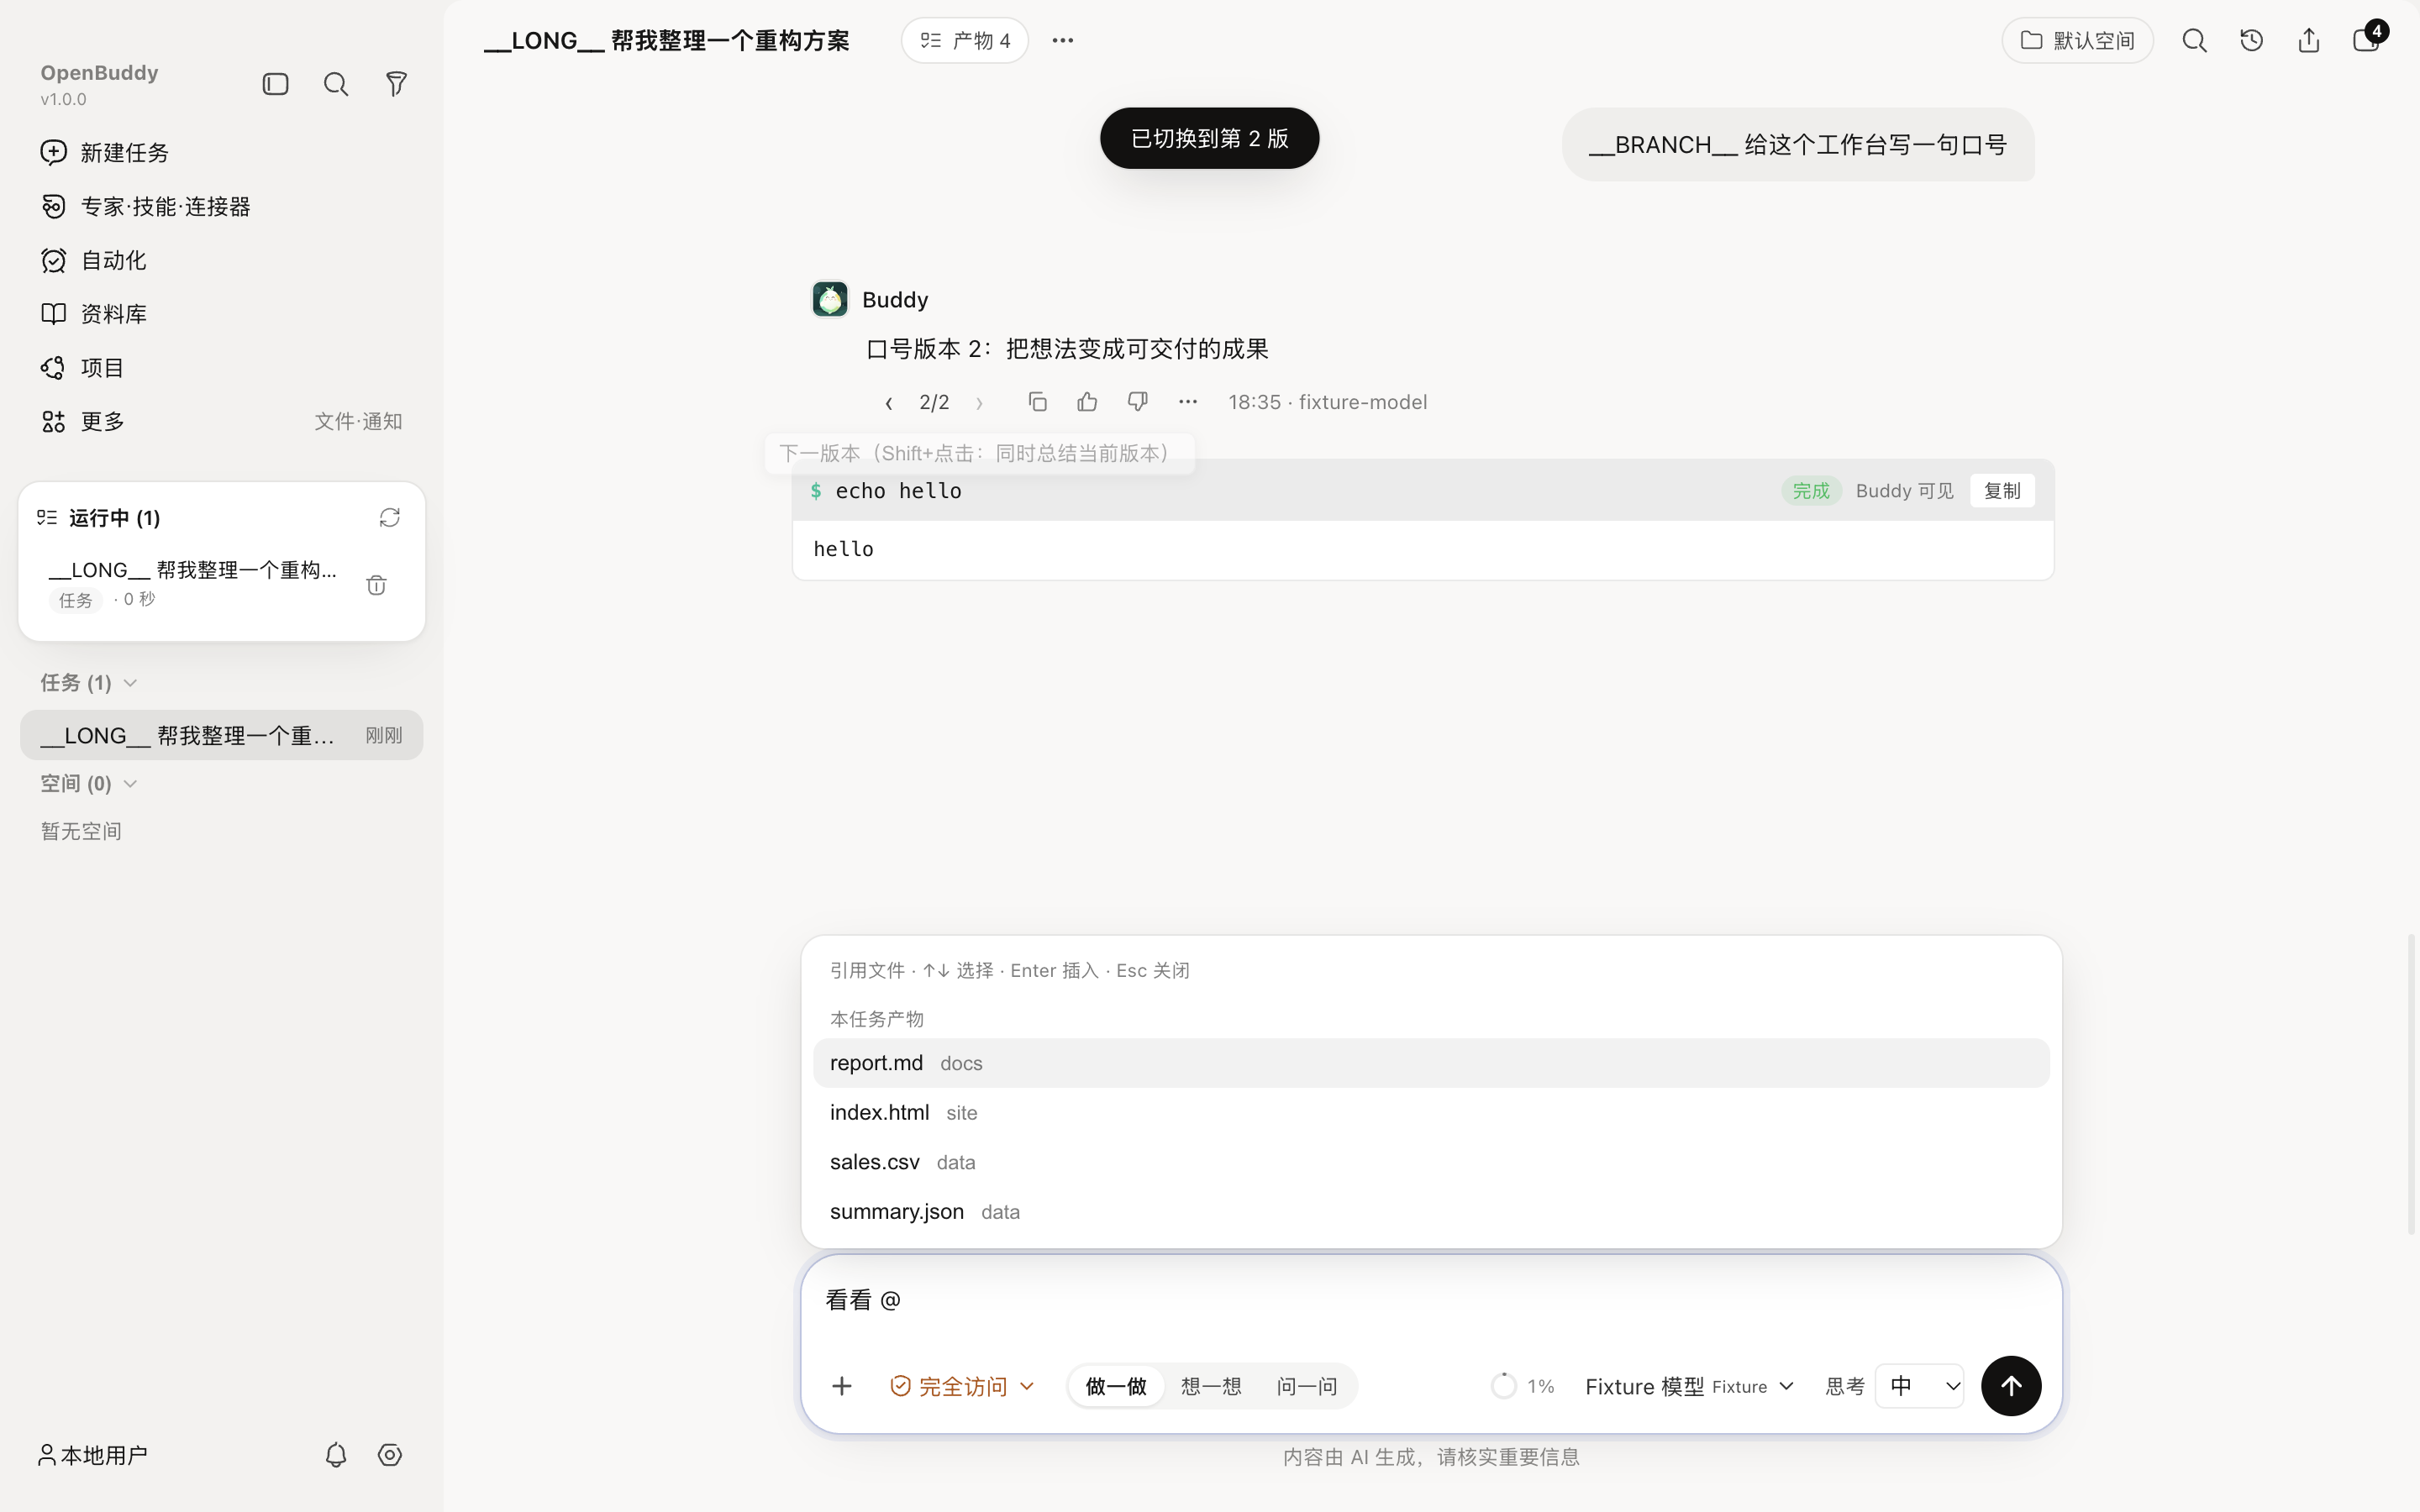 OpenBuddy
v1.0.0
新建任务
专家·技能·连接器
自动化
资料库
项目
更多 文件·通知
运行中 (1)
__LONG__ 帮我整理一个重构...
任务 · 0 秒
任务 (1)
__LONG__ 帮我整理一个重... 刚刚
空间 (0)
暂无空间
本地用户
__LONG__ 帮我整理一个重构方案 产物 4 默认空间 4
已切换到第 2 版
__BRANCH__ 给这个工作台写一句口号
Buddy
口号版本 2：把想法变成可交付的成果
2/2 18:35 · fixture-model
下一版本（Shift+点击：同时总结当前版本）
$ echo hello 完成 Buddy 可见 复制
hello
引用文件 · ↑↓ 选择 · Enter 插入 · Esc 关闭
本任务产物
report.md docs
index.html site
sales.csv data
summary.json data
看看 @
完全访问 做一做 想一想 问一问 1% Fixture 模型 Fixture 思考 中
内容由 AI 生成，请核实重要信息